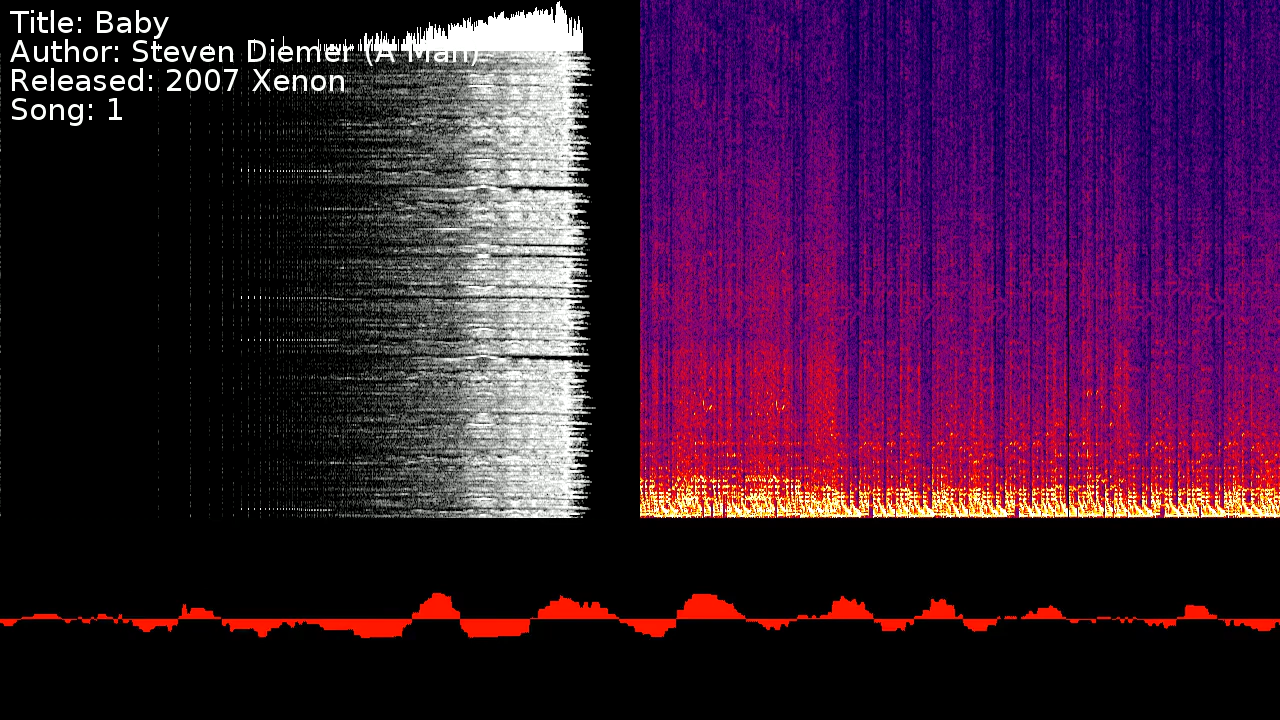 Title: Baby
Author: Steven Diemer (A Man)
Released: 2007 Xenon
Song: 1